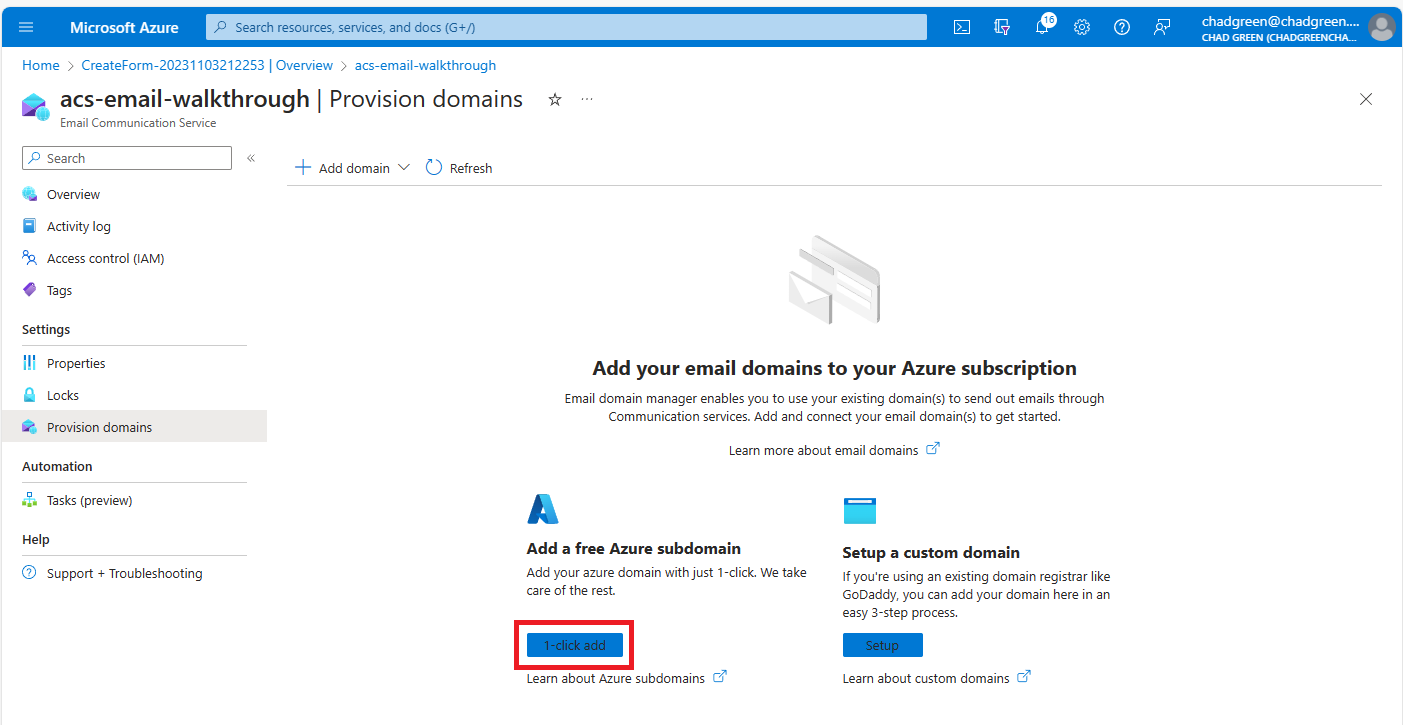 Microsoft Azure
Search resources, services, and docs (G+/)
16
chadgreen@chadgreen....
CHAD GREEN (CHADGREENCHA...
Home > CreateForm-20231103212253 | Overview > acs-email-walkthrough
acs-email-walkthrough | Provision domains
Email Communication Service
Search
Add domain
Refresh
Overview
Activity log
Access control (IAM)
Tags
Settings
Properties
Locks
Provision domains
Automation
Tasks (preview)
Help
Support + Troubleshooting
Add your email domains to your Azure subscription
Email domain manager enables you to use your existing domain(s) to send out emails through
Communication services. Add and connect your email domain(s) to get started.
Learn more about email domains
Add a free Azure subdomain
Add your azure domain with just 1-click. We take
care of the rest.
1-click add
Learn about Azure subdomains
Setup a custom domain
If you're using an existing domain registrar like
GoDaddy, you can add your domain here in an
easy 3-step process.
Setup
Learn about custom domains